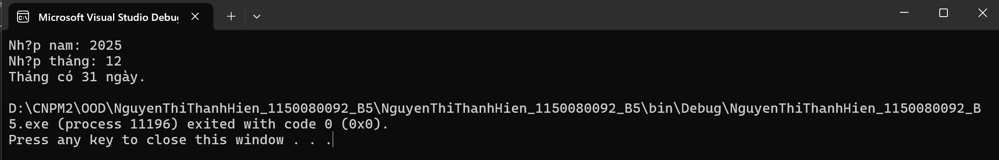 Microsoft Visual Studio Debu
Nh?p nam: 2025
Nh?p tháng: 12
Tháng có 31 ngày.
D:\CNPM2\OOD\NguyenThiThanhHien_1150080092_B5\NguyenThiThanhHien_1150080092_B5\bin\Debug\NguyenThiThanhHien_1150080092_B
5.exe (process 11196) exited with code 0 (0x0).
Press any key to close this window . . .